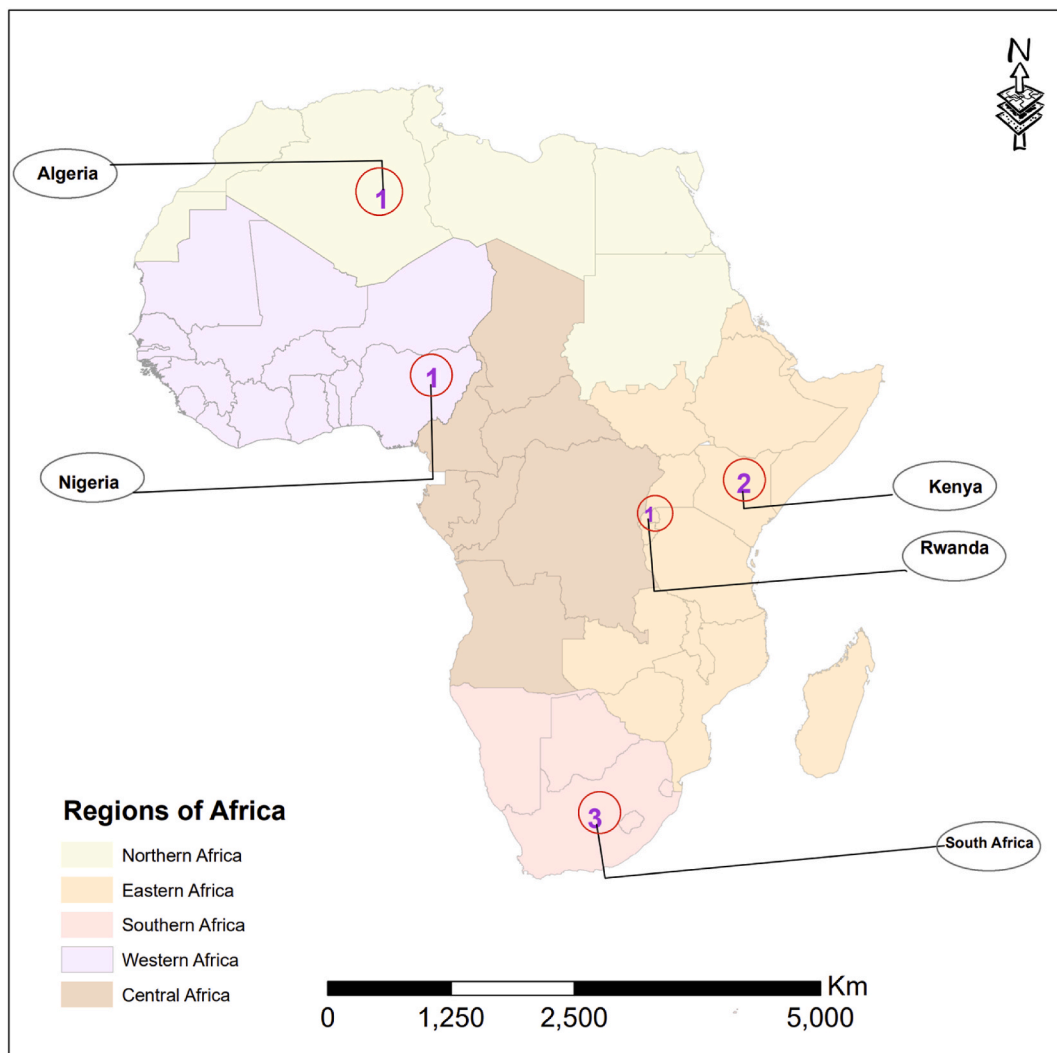 N
Algeria
1
1
Nigeria
2
Kenya
1
Rwanda
3
South Africa
Regions of Africa
Northern Africa
Eastern Africa
Southern Africa
Western Africa
Central Africa
Km
0 1,250 2,500 5,000